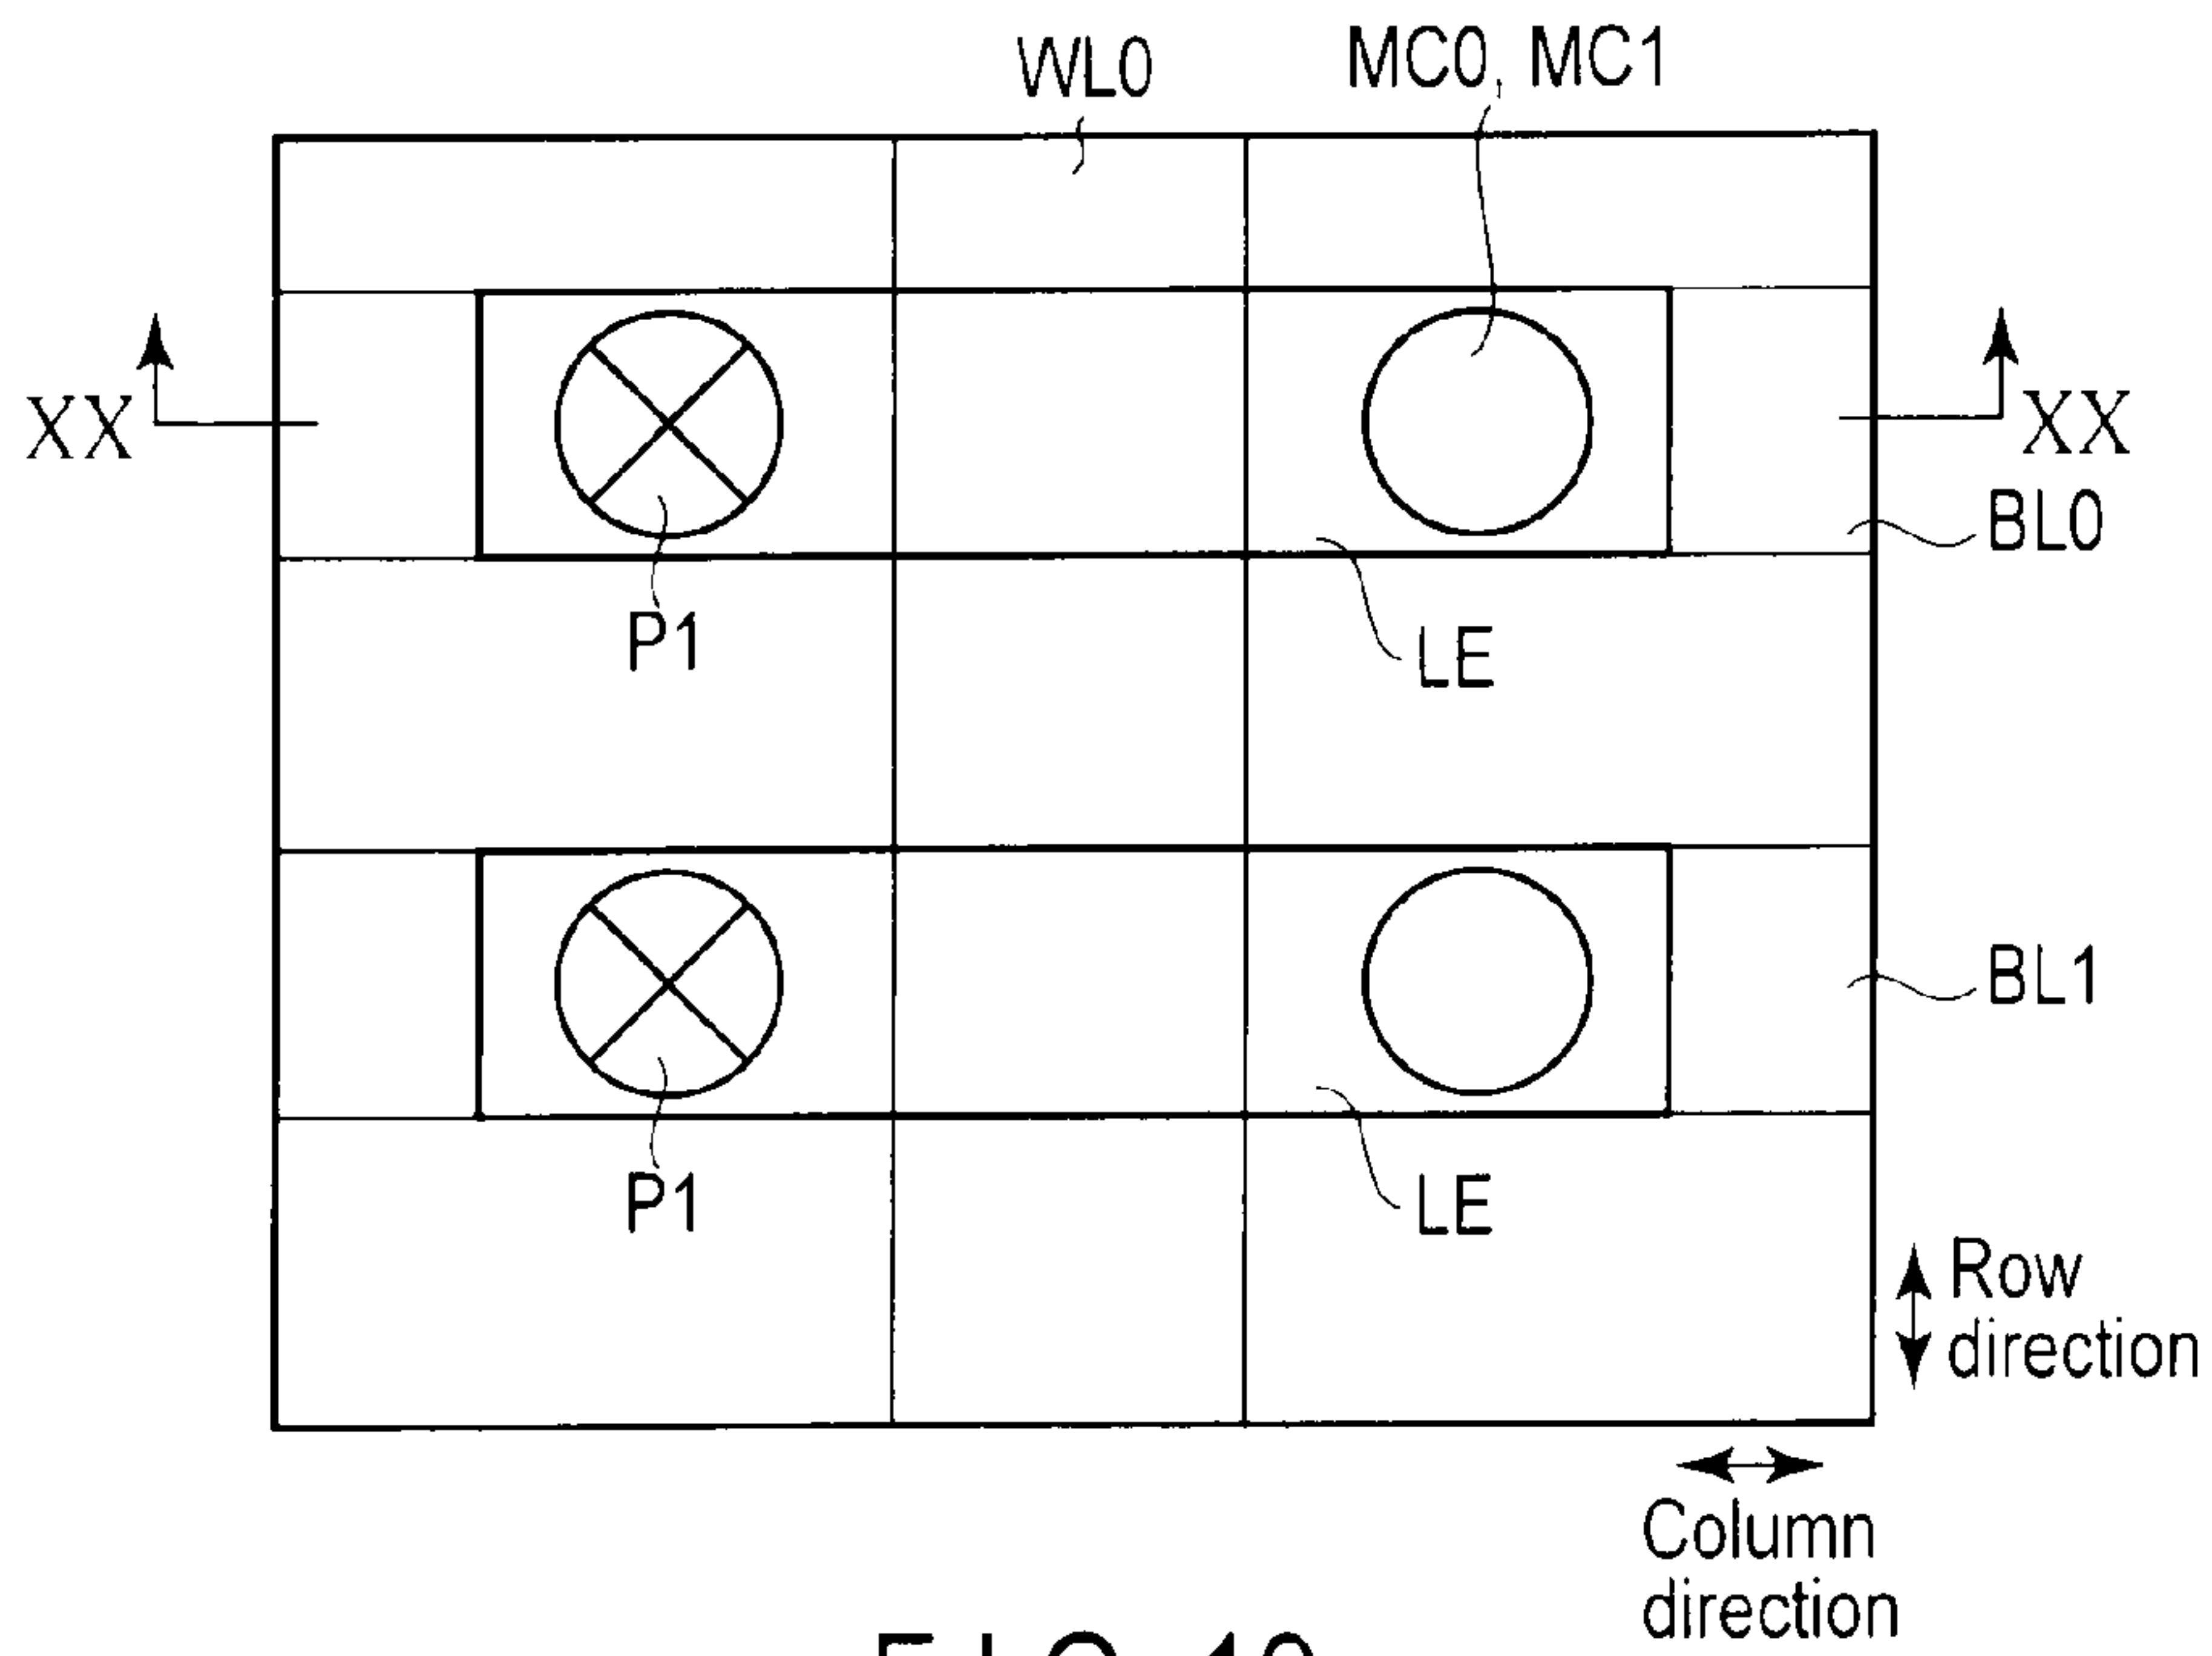 WL0
MC0, MC1
XX
XX
BL0
P1
LE
BL1
P1
LE
Row
direction
Column
direction